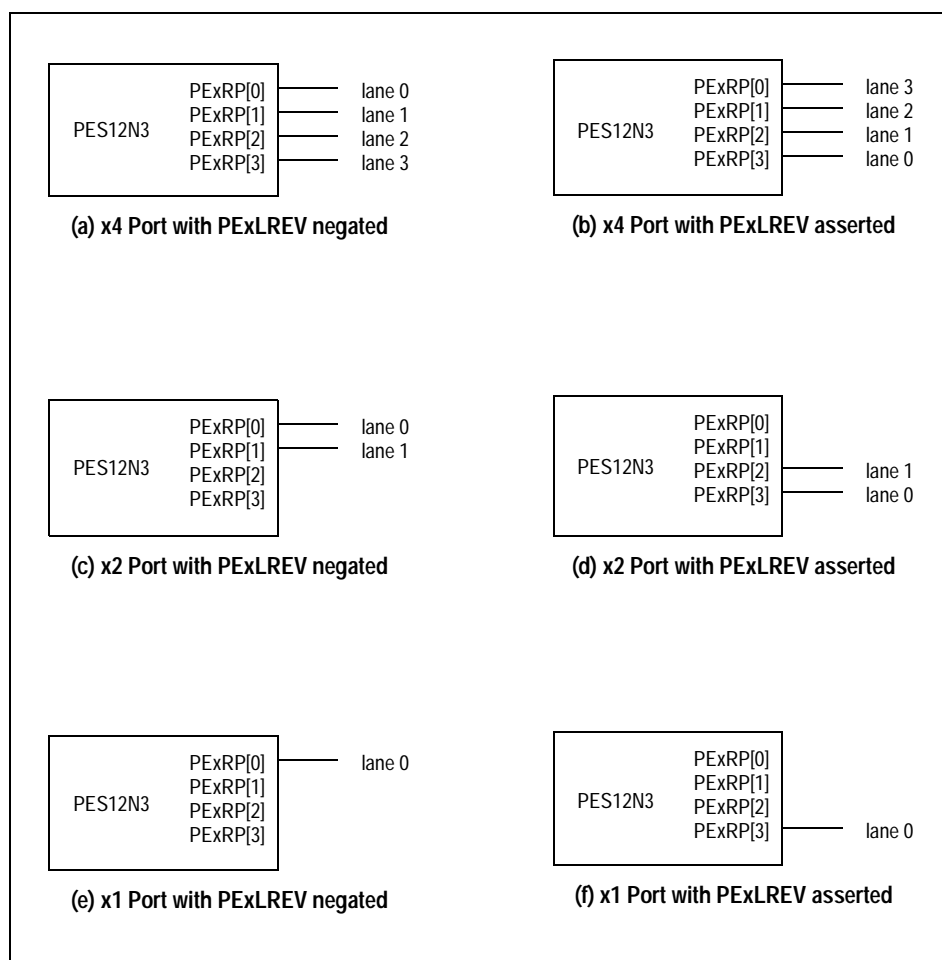 PES12N3
PExRP[0] lane 0
PExRP[1] lane 1
PExRP[2] lane 2
PExRP[3] lane 3
(a) x4 Port with PExLREV negated
PES12N3
PExRP[0] lane 3
PExRP[1] lane 2
PExRP[2] lane 1
PExRP[3] lane 0
(b) x4 Port with PExLREV asserted
PES12N3
PExRP[0] lane 0
PExRP[1] lane 1
PExRP[2]
PExRP[3]
(c) x2 Port with PExLREV negated
PES12N3
PExRP[0]
PExRP[1]
PExRP[2] lane 1
PExRP[3] lane 0
(d) x2 Port with PExLREV asserted
PES12N3
PExRP[0] lane 0
PExRP[1]
PExRP[2]
PExRP[3]
(e) x1 Port with PExLREV negated
PES12N3
PExRP[0]
PExRP[1]
PExRP[2]
PExRP[3] lane 0
(f) x1 Port with PExLREV asserted